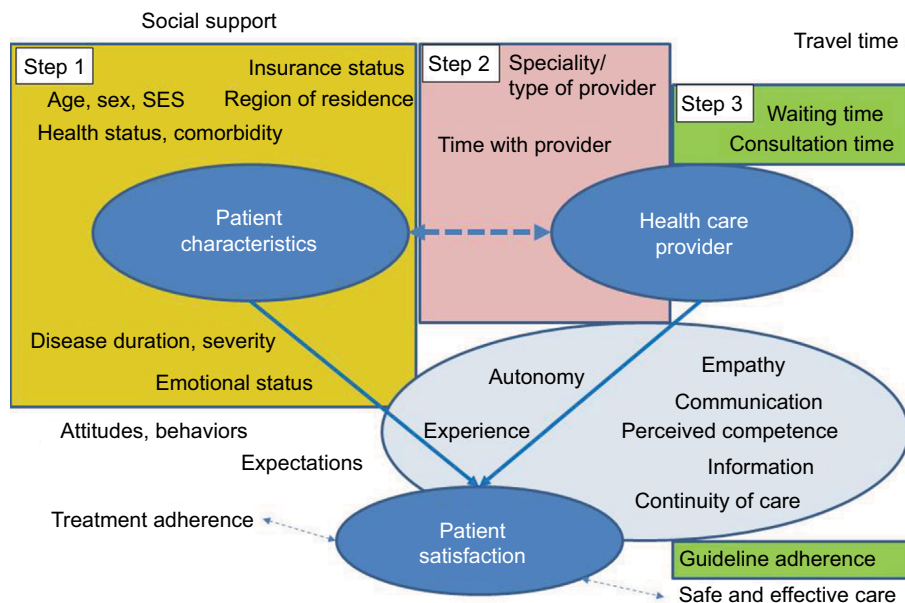 Social support
Travel time
Step 1
Insurance status
Age, sex, SES
Region of residence
Health status, comorbidity
Step 2
Speciality/
type of provider
Time with provider
Step 3
Waiting time
Consultation time
Patient
characteristics
Health care
provider
Disease duration, severity
Emotional status
Autonomy
Empathy
Communication
Attitudes, behaviors
Experience
Perceived competence
Expectations
Information
Continuity of care
Treatment adherence
Patient
satisfaction
Guideline adherence
Safe and effective care